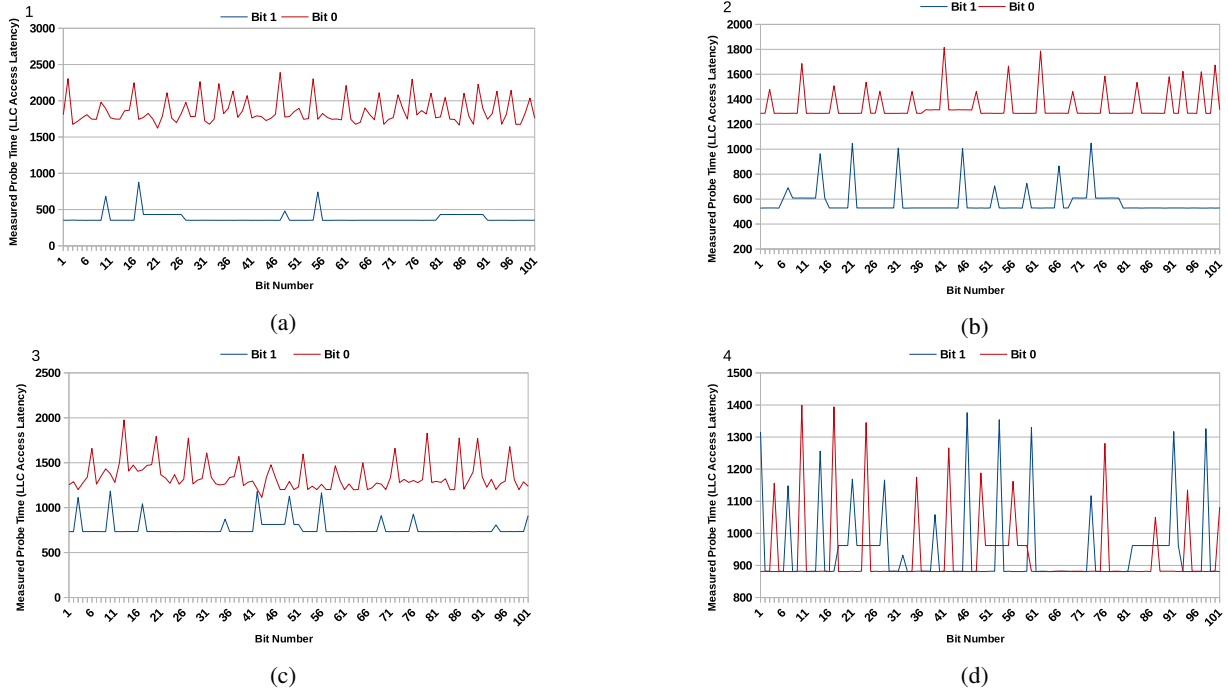 1
Bit 1 Bit 0
Measured Probe Time (LLC Access Latency)
3000
2500
2000
1500
1000
500
0
1 6 11 16 21 26 31 36 41 46 51 56 61 66 71 76 81 86 91 96 101
Bit Number
(a)
2
Bit 1 Bit 0
Measured Probe Time (LLC Access Latency)
2000
1800
1600
1400
1200
1000
800
600
400
200
1 6 11 16 21 26 31 36 41 46 51 56 61 66 71 76 81 86 91 96 101
Bit Number
(b)
3
Bit 1 Bit 0
Measured Probe Time (LLC Access Latency)
2500
2000
1500
1000
500
0
1 6 11 16 21 26 31 36 41 46 51 56 61 66 71 76 81 86 91 96 101
Bit Number
(c)
4
Bit 1 Bit 0
Measured Probe Time (LLC Access Latency)
1500
1400
1300
1200
1100
1000
900
800
1 6 11 16 21 26 31 36 41 46 51 56 61 66 71 76 81 86 91 96 101
Bit Number
(d)